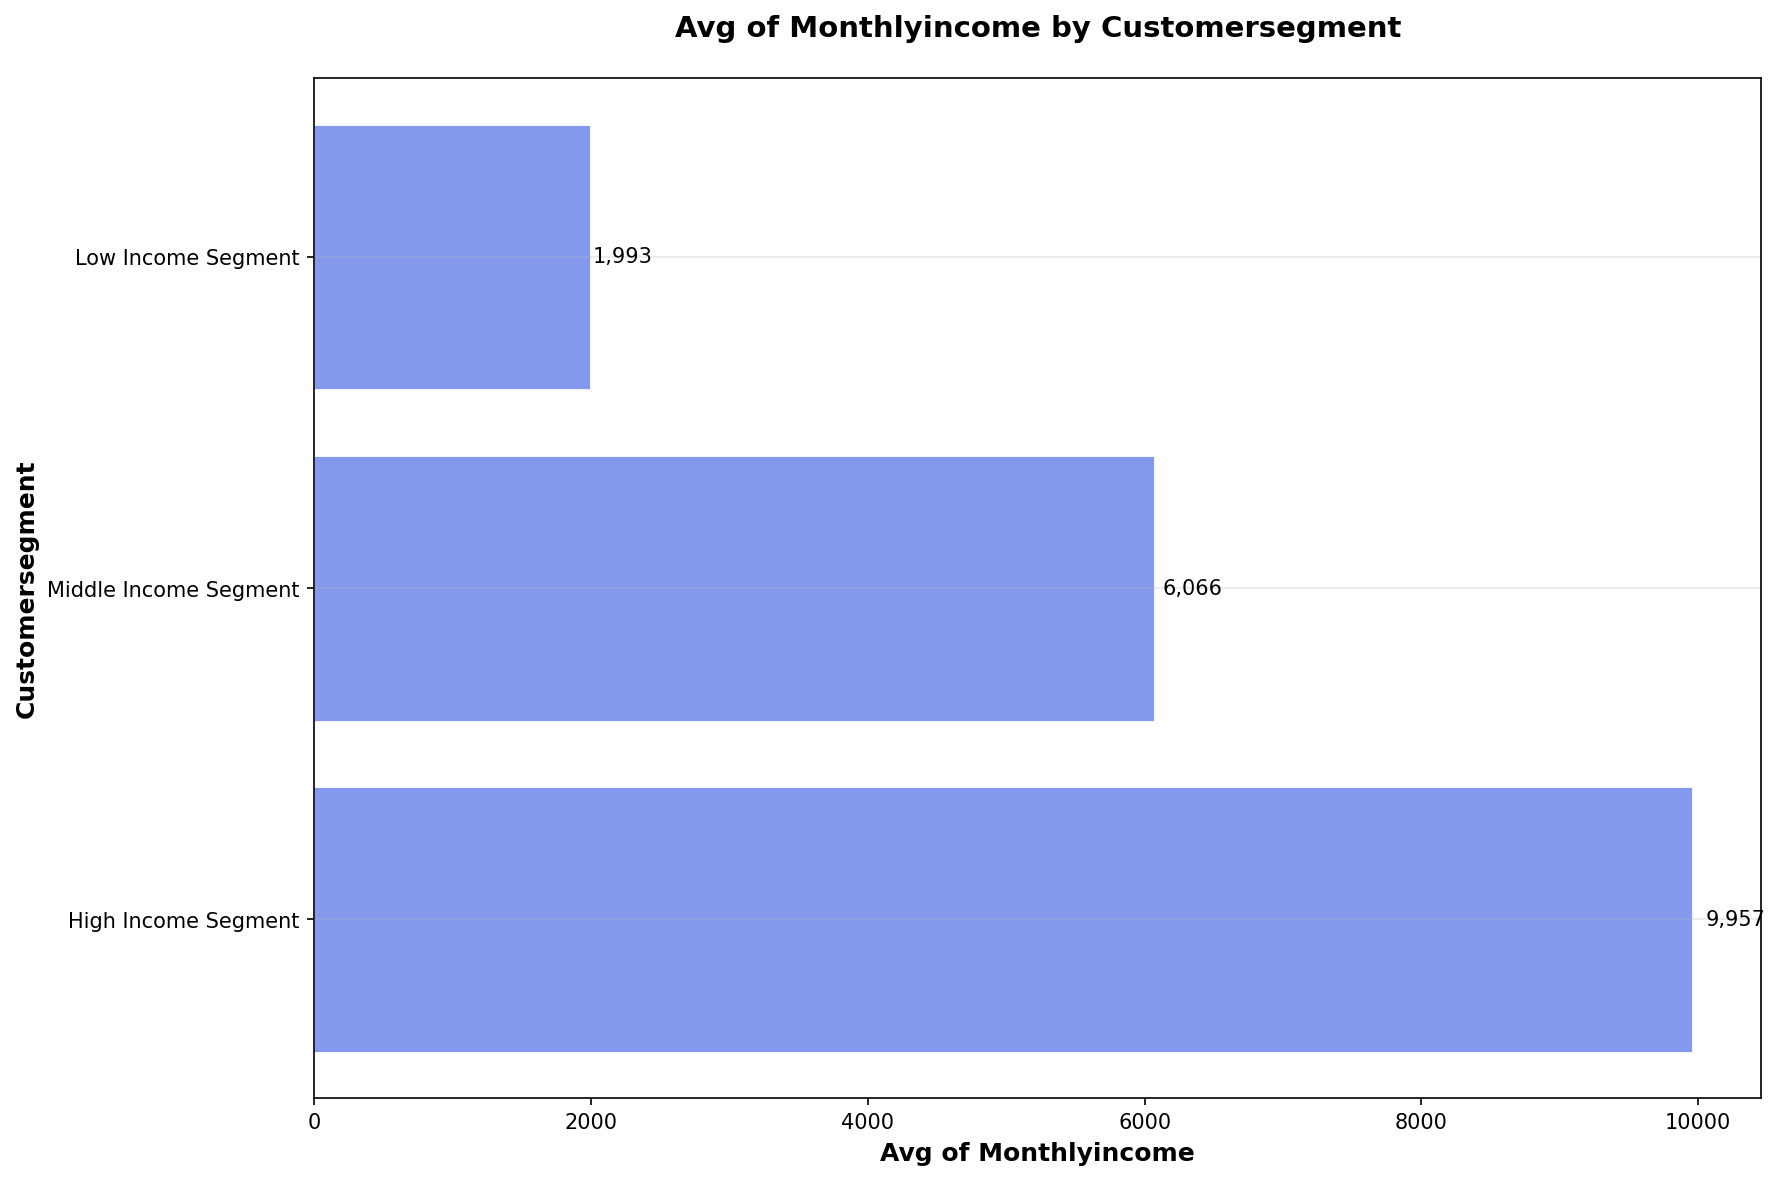 Avg of Monthlyincome by Customersegment
Customersegment
Low Income Segment
1,993
Middle Income Segment
6,066
High Income Segment
9,957
0
2000
4000
6000
8000
10000
Avg of Monthlyincome